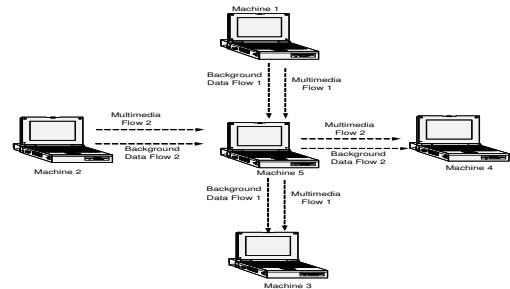 Machine 1
Background
Data Flow 1
Multimedia
Flow 1
Multimedia
Flow 2
Background
Data Flow 2
Machine 2
Machine 5
Multimedia
Flow 2
Background
Data Flow 2
Machine 4
Background
Data Flow 1
Multimedia
Flow 1
Machine 3